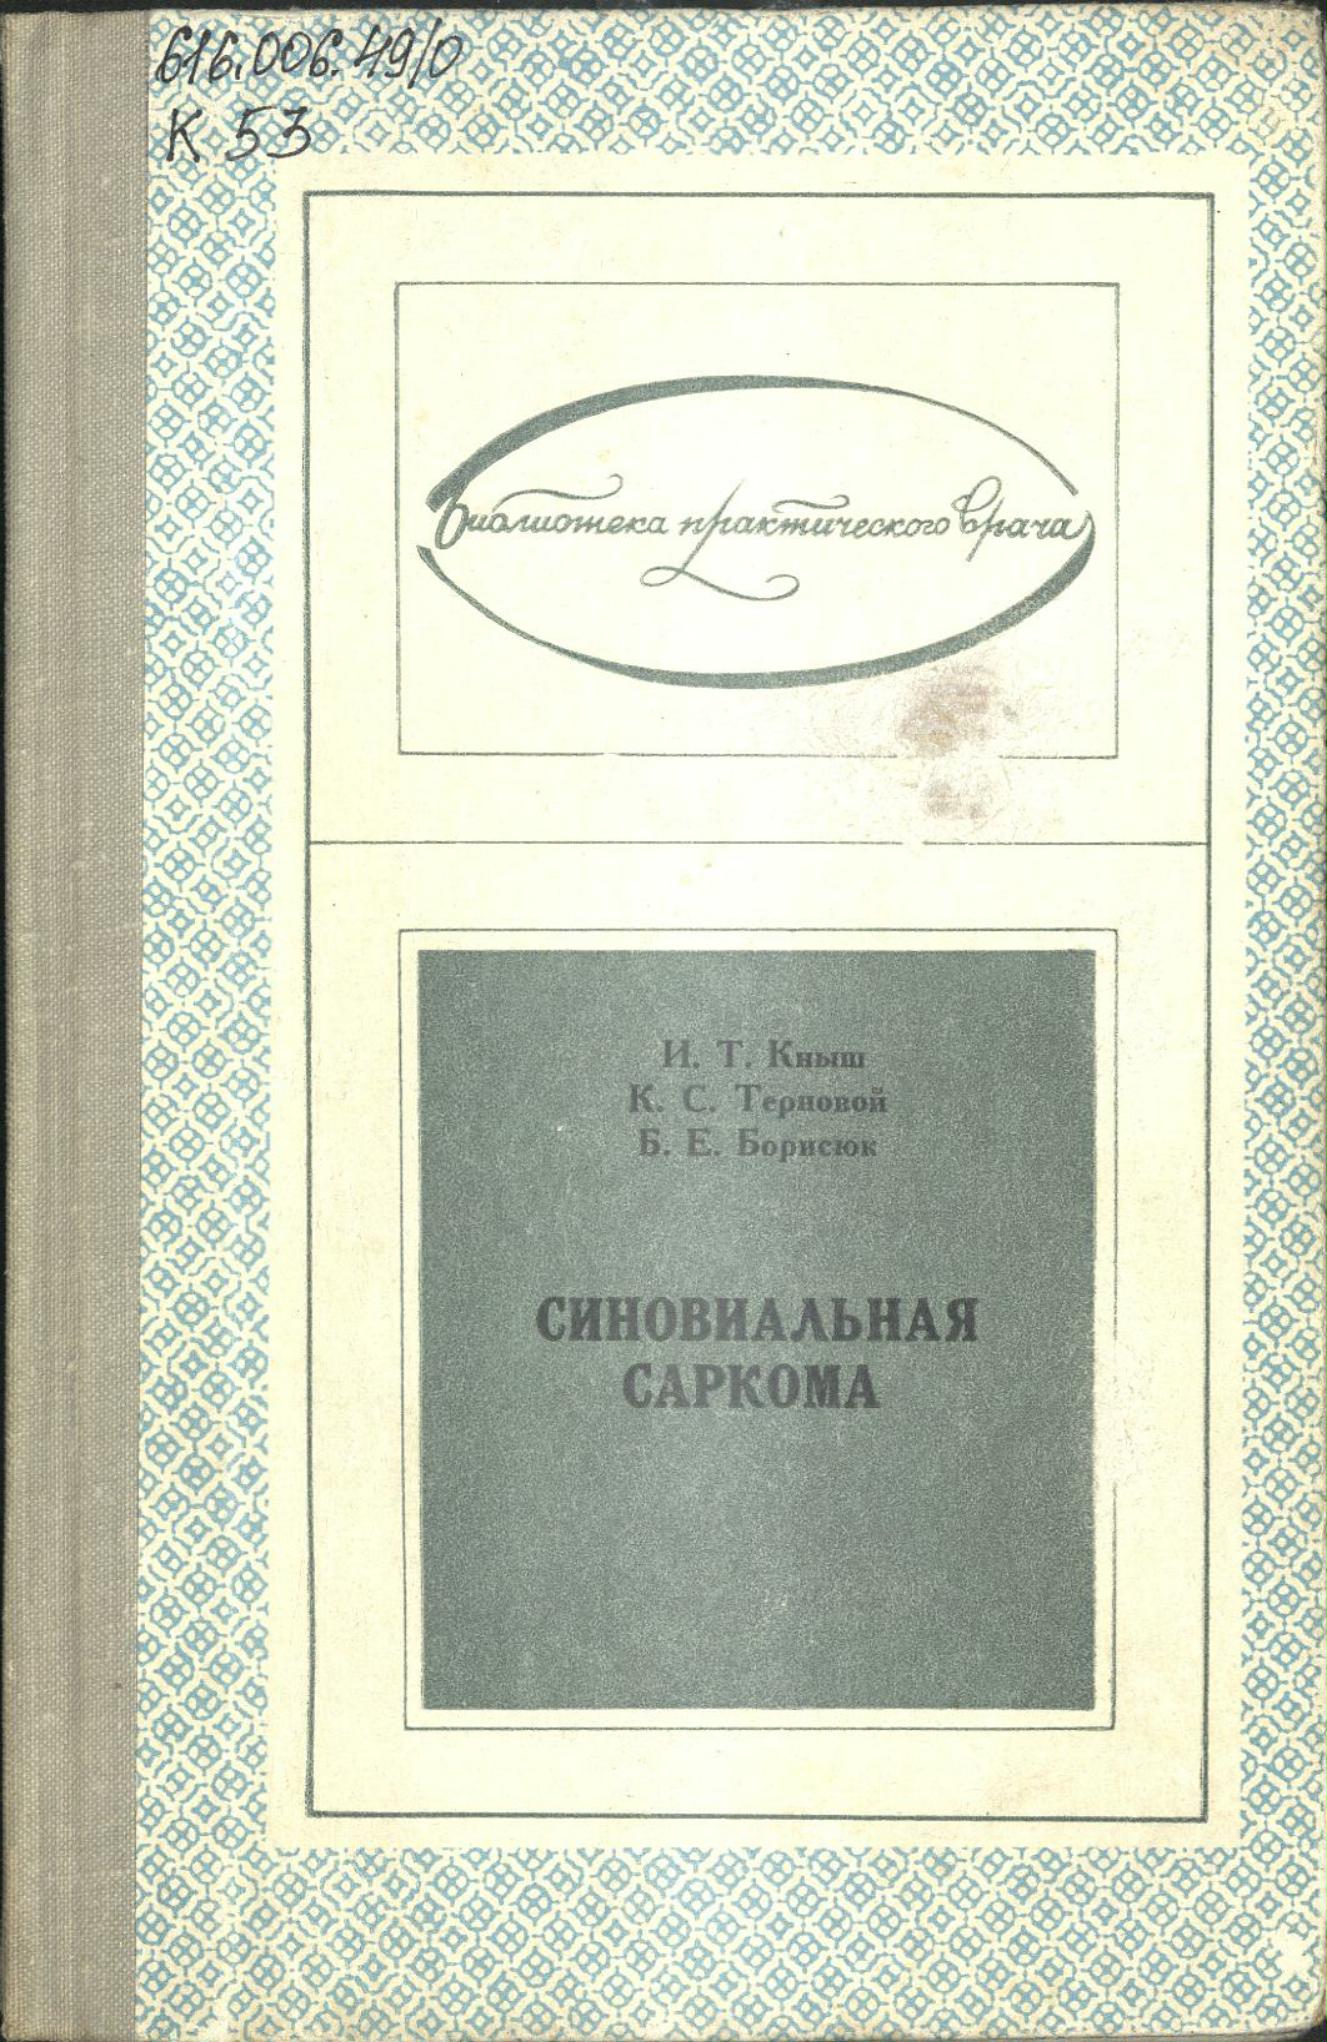 616.006.49/0
К 53
Библиотека практического врача
И. Т. Кныш
К. С. Терновой
Б. Е. Борисюк
СИНОВИАЛЬНАЯ
САРКОМА